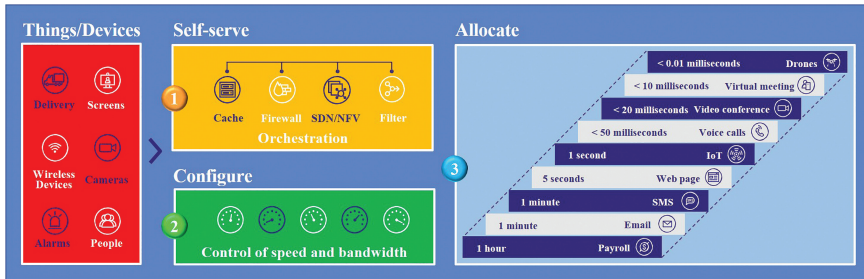 Things/Devices
Delivery Screens
Wireless Devices Cameras
Alarms People
Self-serve
1
Cache Firewall SDN/NFV Filter
Orchestration
Configure
2
Control of speed and bandwidth
Allocate
3
< 0.01 milliseconds Drones
< 10 milliseconds Virtual meeting
< 20 milliseconds Video conference
< 50 milliseconds Voice calls
1 second IoT
5 seconds Web page
1 minute SMS
1 minute Email
1 hour Payroll